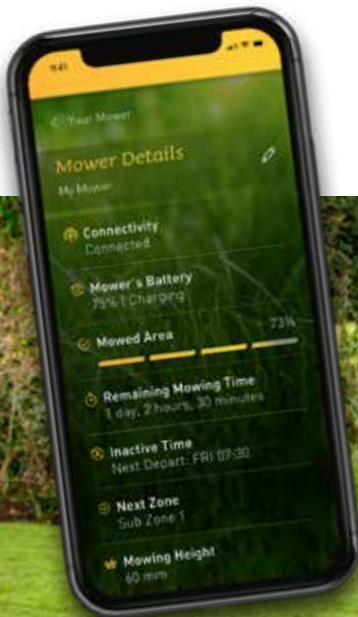 9:41
Your Mower
Mower Details
My Mower
Connectivity
Connected
Mower's Battery
75% | Charging
Mowed Area
73%
Remaining Mowing Time
1 day, 2 hours, 30 minutes
Inactive Time
Next Depart: FRI 07:30
Next Zone
Sub Zone 1
Mowing Height
60 mm